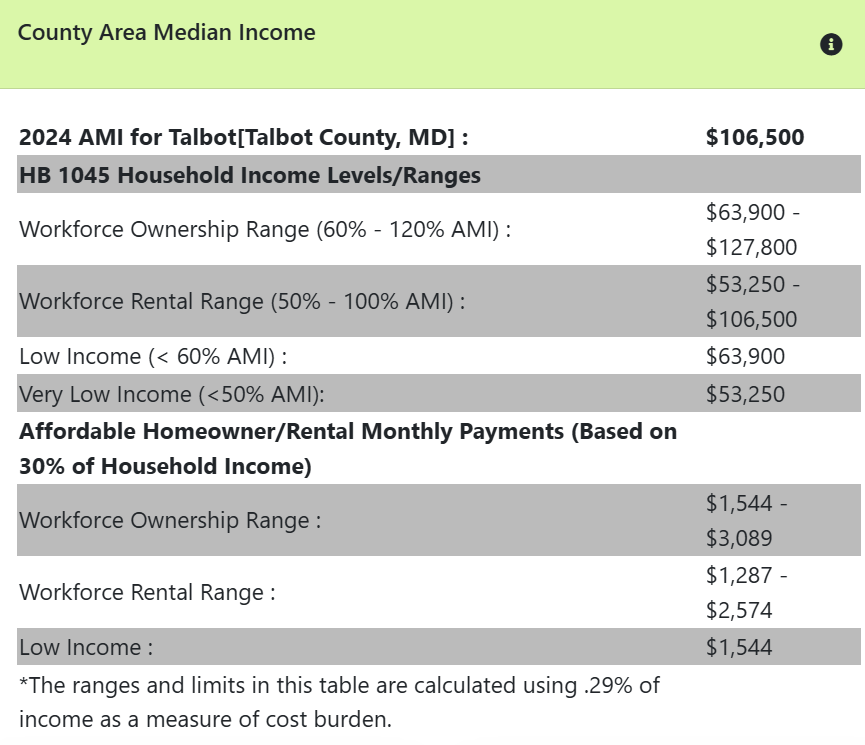 County Area Median Income
2024 AMI for Talbot[Talbot County, MD] :
$106,500
HB 1045 Household Income Levels/Ranges
Workforce Ownership Range (60% - 120% AMI) :
$63,900 -
$127,800
Workforce Rental Range (50% - 100% AMI) :
$53,250 -
$106,500
Low Income (< 60% AMI) :
$63,900
Very Low Income (<50% AMI):
$53,250
Affordable Homeowner/Rental Monthly Payments (Based on
30% of Household Income)
Workforce Ownership Range :
$1,544 -
$3,089
Workforce Rental Range :
$1,287 -
$2,574
Low Income :
$1,544
*The ranges and limits in this table are calculated using .29% of
income as a measure of cost burden.